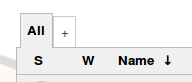 All +
S W Name ↓